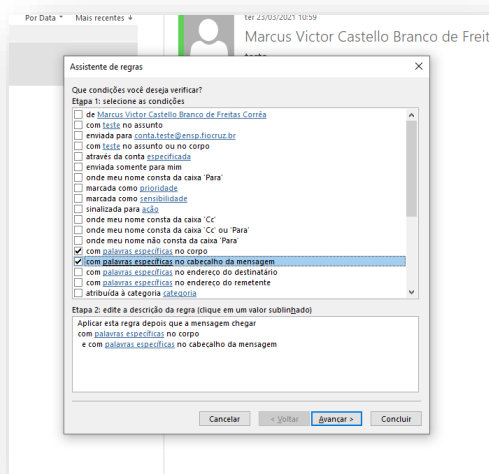 Por Data ▾ Mais recentes ↓
ter 23/03/2021 10:59
Marcus Victor Castello Branco de Freit
Assistente de regras
Que condições você deseja verificar?
Etapa 1: selecione as condições
de Marcus Victor Castello Branco de Freitas Corrêa
com teste no assunto
enviada para conta.teste@ensp.fiocruz.br
com teste no assunto ou no corpo
através da conta especificada
enviada somente para mim
onde meu nome consta da caixa 'Para'
marcada como prioridade
marcada como sensibilidade
sinalizada para ação
onde meu nome consta da caixa 'Cc'
onde meu nome consta da caixa 'Cc' ou 'Para'
onde meu nome não consta da caixa 'Para'
com palavras específicas no corpo
com palavras específicas no cabeçalho da mensagem
com palavras específicas no endereço do destinatário
com palavras específicas no endereço do remetente
atribuída à categoria categoria
Etapa 2: edite a descrição da regra (clique em um valor sublinhado)
Aplicar esta regra depois que a mensagem chegar
com palavras específicas no corpo
e com palavras específicas no cabeçalho da mensagem
Cancelar < Voltar Avançar > Concluir